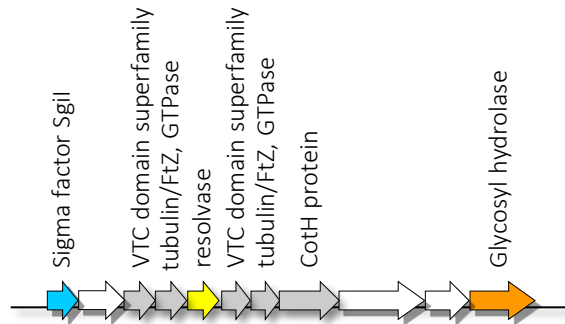 Sigma factor SgiI
VTC domain superfamily
tubulin/FtZ, GTPase
resolvase
VTC domain superfamily
tubulin/FtZ, GTPase
CotH protein
Glycosyl hydrolase